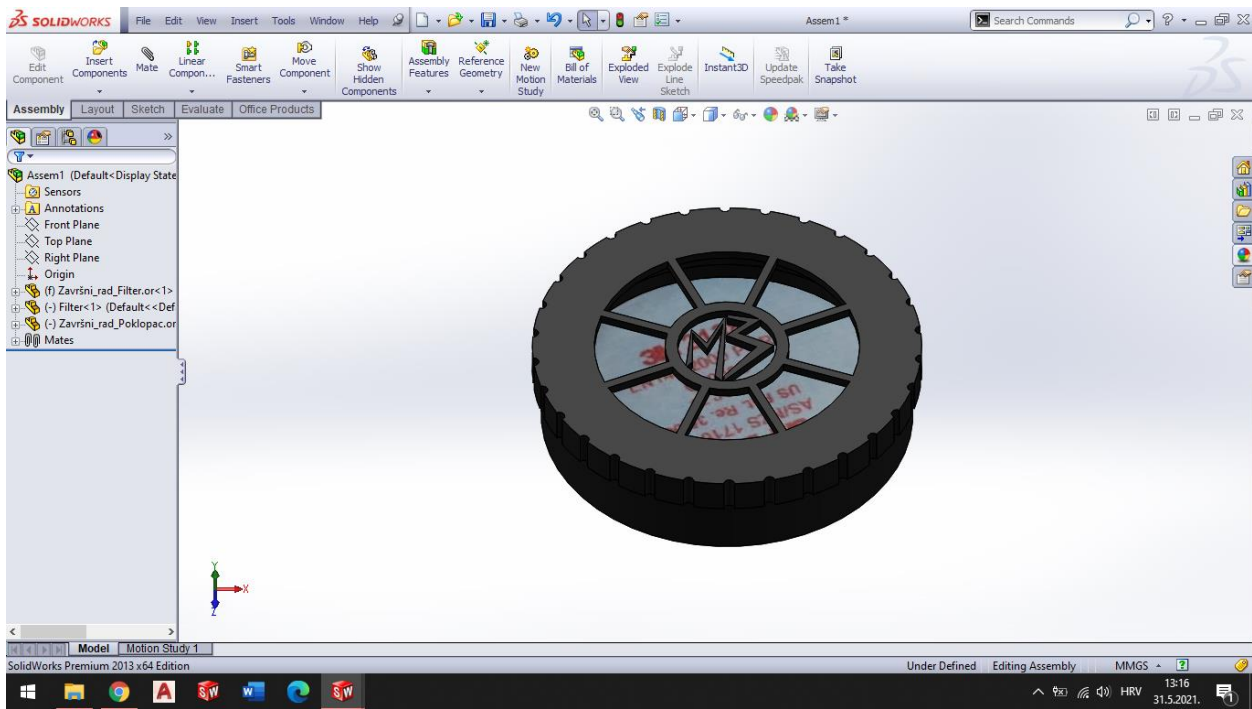 SOLIDWORKS File Edit View Insert Tools Window Help Assem1 * Search Commands
Edit Component
Insert Components
Mate
Linear Compon...
Smart Fasteners
Move Component
Show Hidden Components
Assembly Features
Reference Geometry
New Motion Study
Bill of Materials
Exploded View
Explode Line Sketch
Instant3D
Update Speedpak
Take Snapshot
Assembly Layout Sketch Evaluate Office Products
Assem1 (Default<Display State
Sensors
Annotations
Front Plane
Top Plane
Right Plane
Origin
(f) Završni_rad_Filter.or<1>
(-) Filter<1> (Default<<Def
(-) Završni_rad_Poklopac.or
Mates
3M
US
AS/
1716
Y
X
Z
Model Motion Study 1
SolidWorks Premium 2013 x64 Edition Under Defined Editing Assembly MMGS
HRV 13:16
31.5.2021.